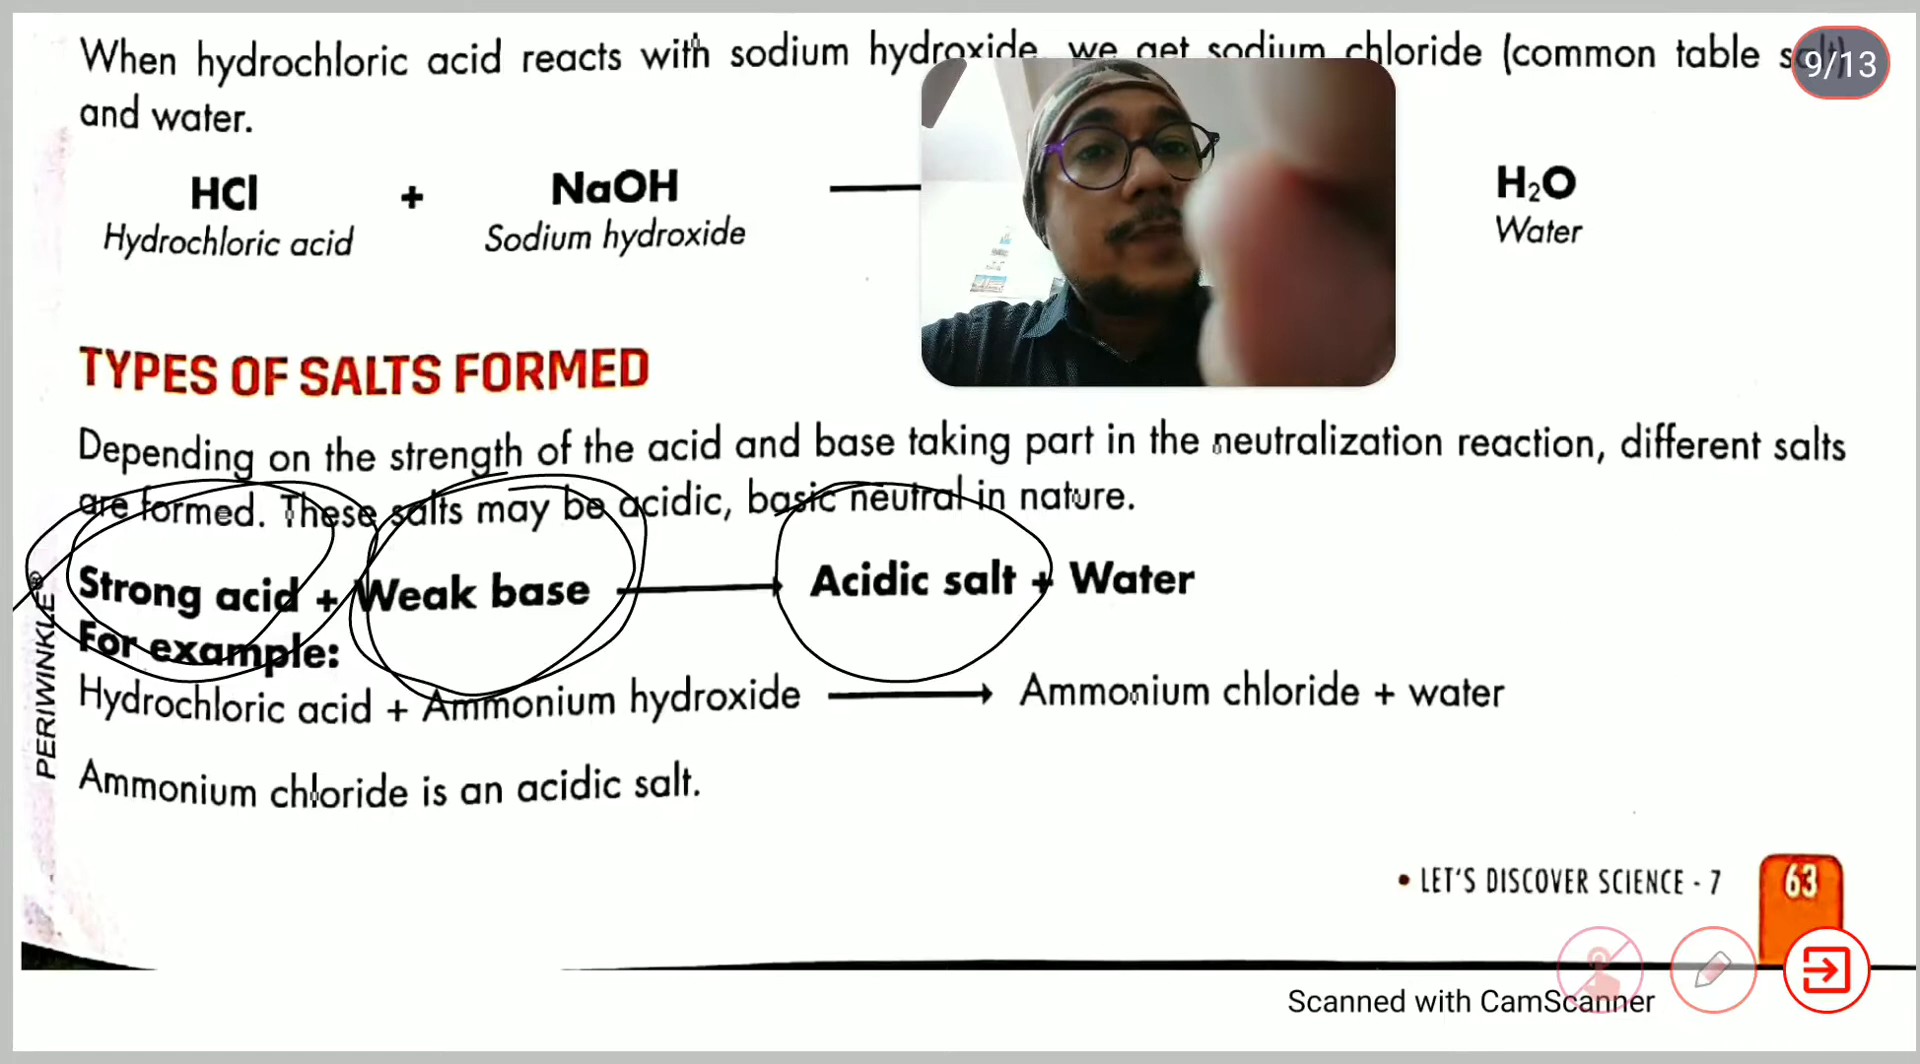 When hydrochloric acid reacts with sodium hydroxide, we get sodium chloride (common table salt)
9/13
and water.
HCl + NaOH H₂O
Hydrochloric acid Sodium hydroxide Water
TYPES OF SALTS FORMED
Depending on the strength of the acid and base taking part in the neutralization reaction, different salts
are formed. These salts may be acidic, basic neutral in nature.
Strong acid + Weak base ⟶ Acidic salt + Water
For example:
Hydrochloric acid + Ammonium hydroxide ⟶ Ammonium chloride + water
Ammonium chloride is an acidic salt.
PERIWINKLE®
• LET'S DISCOVER SCIENCE - 7 63
Scanned with CamScanner